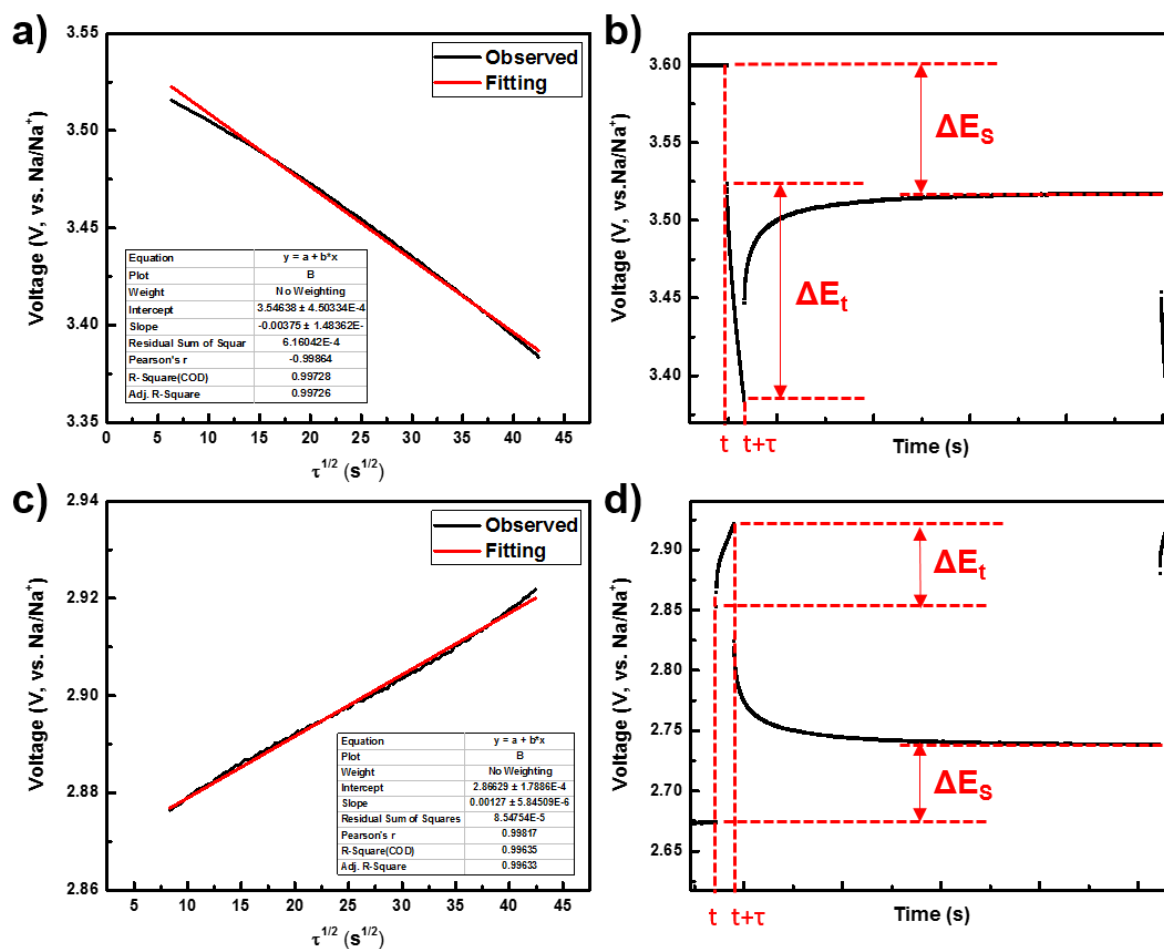 a)
3.55
3.50
3.45
3.40
3.35
Voltage (V, vs. Na/Na+)
Observed
Fitting
Equation y = a + b*x
Plot B
Weight No Weighting
Intercept 3.54638 ± 4.50334E-4
Slope -0.00375 ± 1.48362E-
Residual Sum of Squar 6.16042E-4
Pearson's r -0.99864
R-Square(COD) 0.99728
Adj. R-Square 0.99726
0 5 10 15 20 25 30 35 40 45
τ1/2 (s1/2)
b)
3.60
3.50
3.45
3.40
Voltage (V, vs.Na/Na+)
ΔES
ΔEt
t t+τ
Time (s)
c)
2.94
2.92
2.90
2.88
2.86
Voltage (V, vs. Na/Na+)
Observed
Fitting
Equation y = a + b*x
Plot B
Weight No Weighting
Intercept 2.86629 ± 1.7886E-4
Slope 0.00127 ± 5.84509E-6
Residual Sum of Squares 8.54754E-5
Pearson's r 0.99817
R-Square(COD) 0.99635
Adj. R-Square 0.99633
0 5 10 15 20 25 30 35 40 45
τ1/2 (s1/2)
d)
2.90
2.85
2.80
2.75
2.70
2.65
Voltage (V, vs. Na/Na+)
ΔEt
ΔES
t t+τ
Time (s)